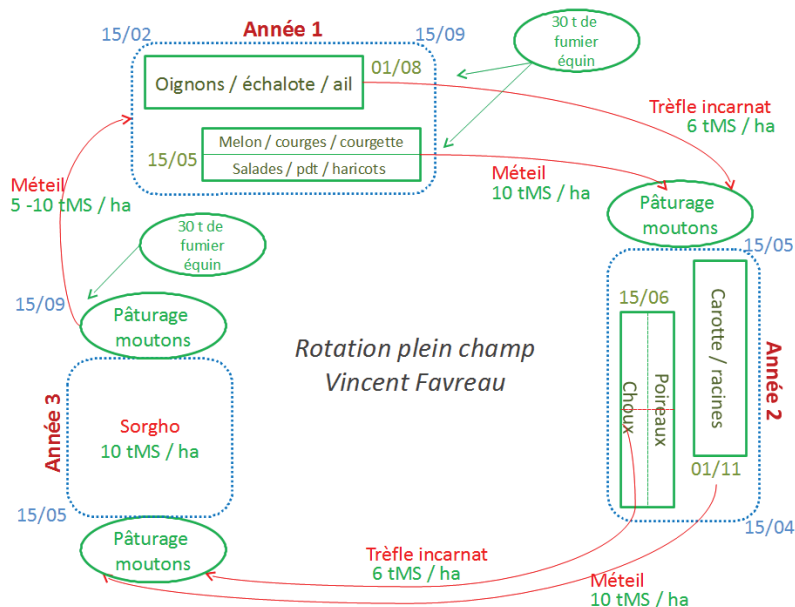 15/02
Année 1
15/09
30 t de
fumier
équin
Oignons / échalote / ail
01/08
Trèfle incarnat
6 tMS / ha
15/05
Melon / courges / courgette
Salades / pdt / haricots
Méteil
10 tMS / ha
Méteil
5 -10 tMS / ha
Pâturage
moutons
30 t de
fumier
équin
15/05
15/09
15/06
Pâturage
moutons
Carotte / racines
Rotation plein champ
Vincent Favreau
Poireaux
Choux
Année 2
Année 3
Sorgho
10 tMS / ha
01/11
15/05
15/04
Pâturage
moutons
Trèfle incarnat
6 tMS / ha
Méteil
10 tMS / ha